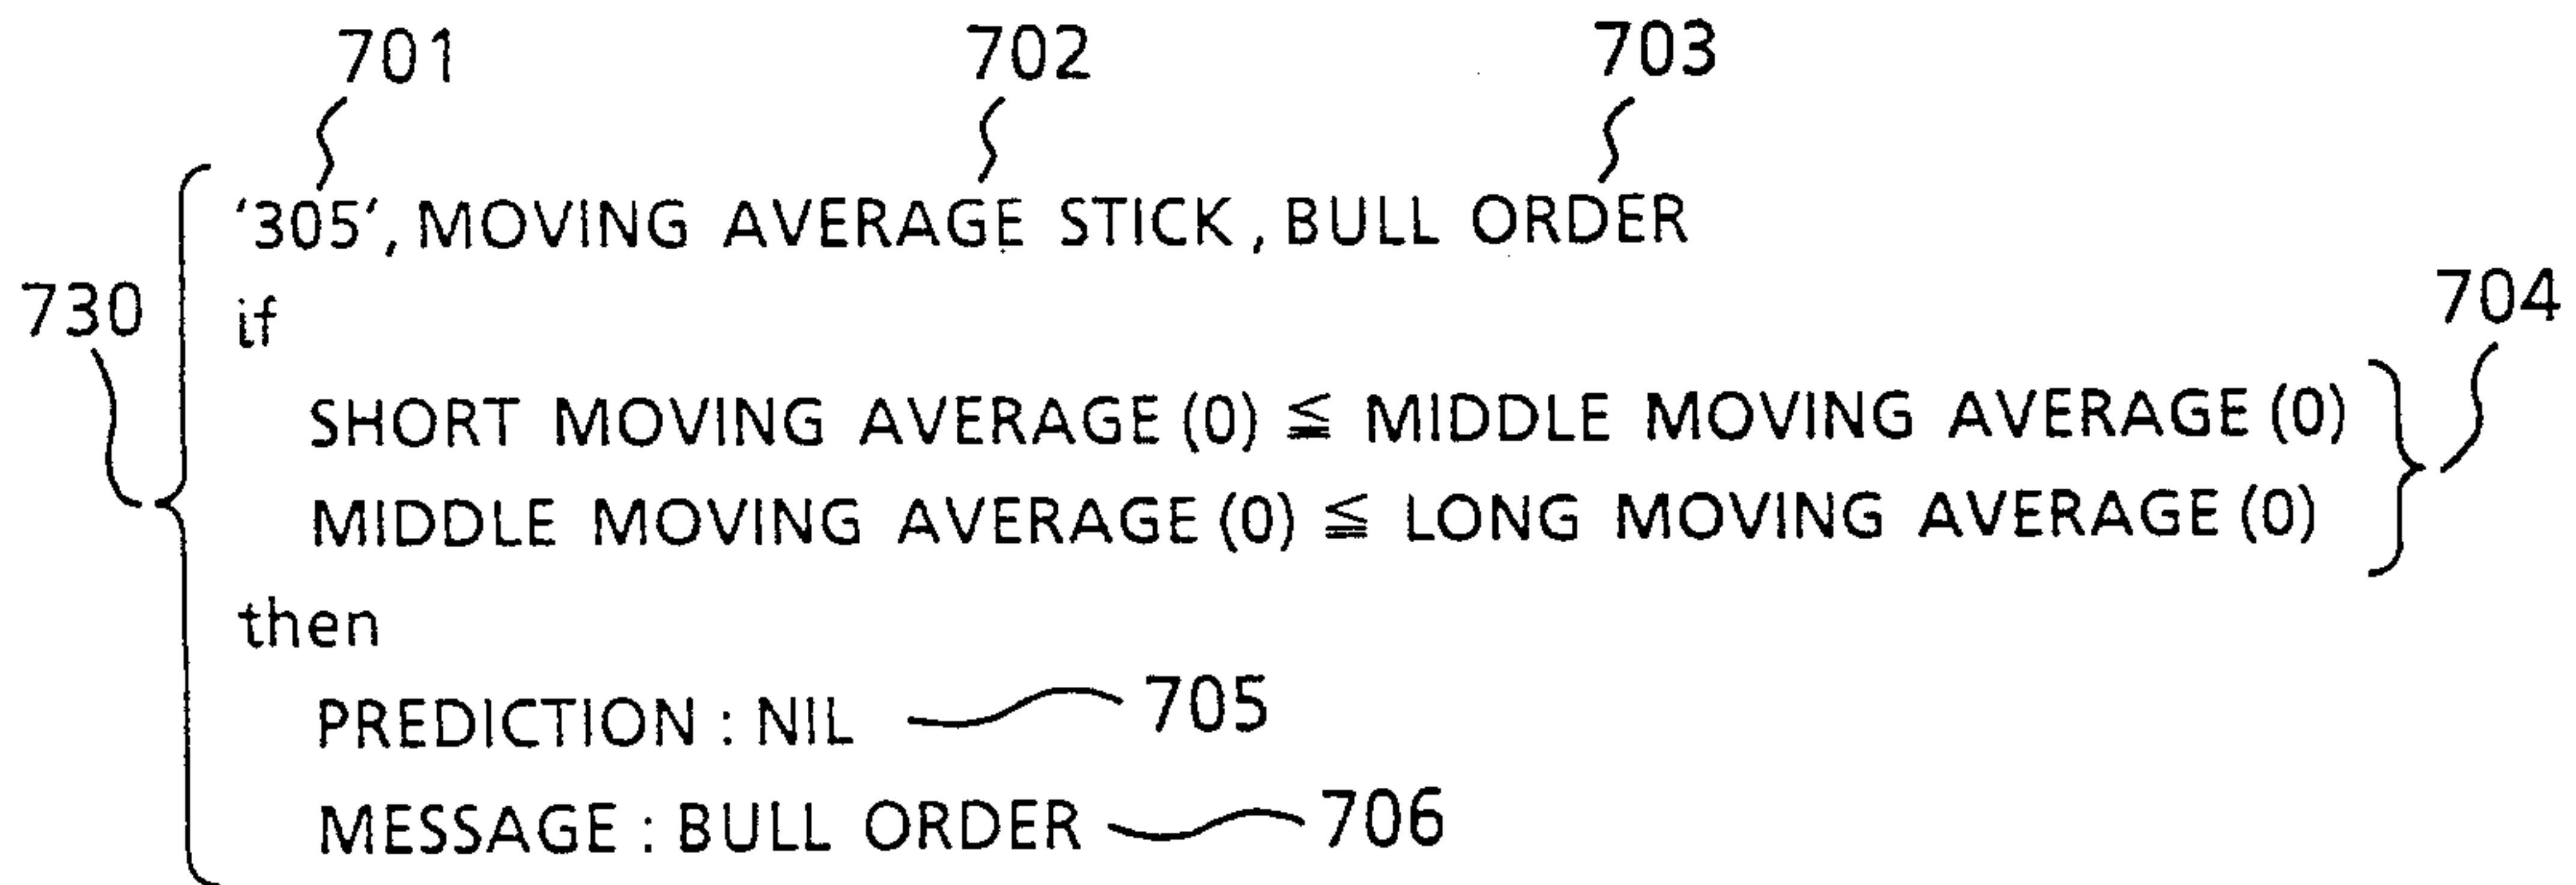 701 702 703
‘305’, MOVING AVERAGE STICK, BULL ORDER
730 if 704
SHORT MOVING AVERAGE (0) ≦ MIDDLE MOVING AVERAGE (0)
MIDDLE MOVING AVERAGE (0) ≦ LONG MOVING AVERAGE (0)
then
PREDICTION : NIL 705
MESSAGE : BULL ORDER 706